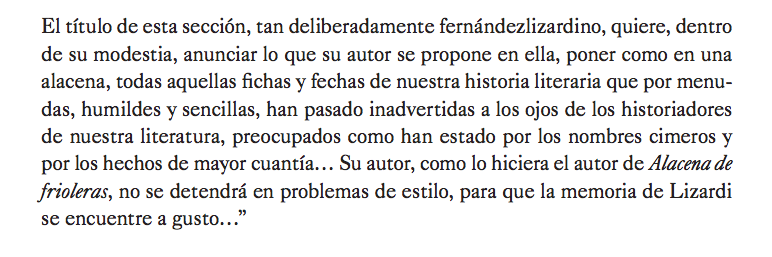 El título de esta sección, tan deliberadamente fernándezlizardino, quiere, dentro
de su modestia, anunciar lo que su autor se propone en ella, poner como en una
alacena, todas aquellas fichas y fechas de nuestra historia literaria que por menu-
das, humildes y sencillas, han pasado inadvertidas a los ojos de los historiadores
de nuestra literatura, preocupados como han estado por los nombres cimeros y
por los hechos de mayor cuantía… Su autor, como lo hiciera el autor de Alacena de
frioleras, no se detendrá en problemas de estilo, para que la memoria de Lizardi
se encuentre a gusto…”